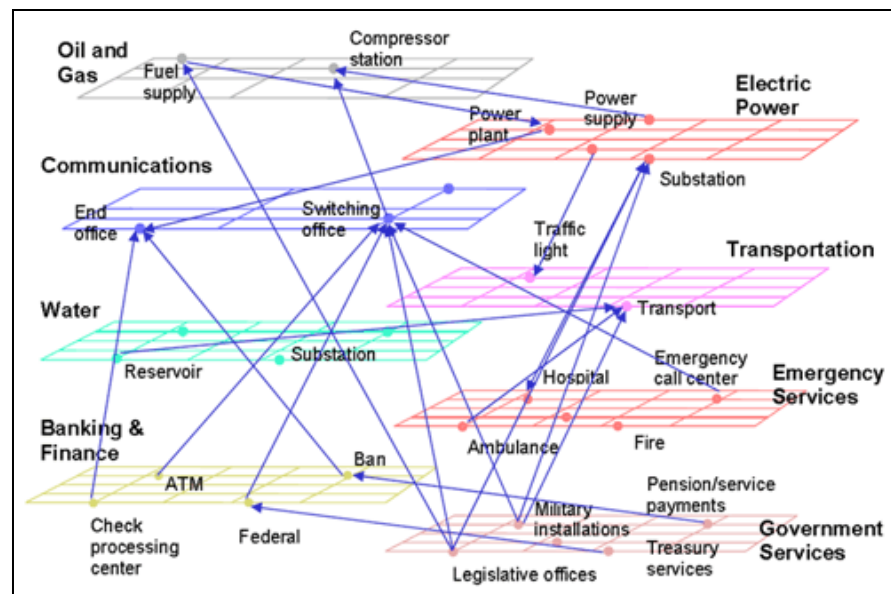 Oil and
Gas
Fuel
supply
Compressor
station
Electric
Power
Power
plant
Power
supply
Substation
Communications
End
office
Switching
office
Traffic
light
Transportation
Transport
Water
Reservoir
Substation
Hospital
Emergency
call center
Emergency
Services
Ambulance
Fire
Banking &
Finance
ATM
Ban
Check
processing
center
Federal
Military
installations
Pension/service
payments
Government
Services
Legislative offices
Treasury
services